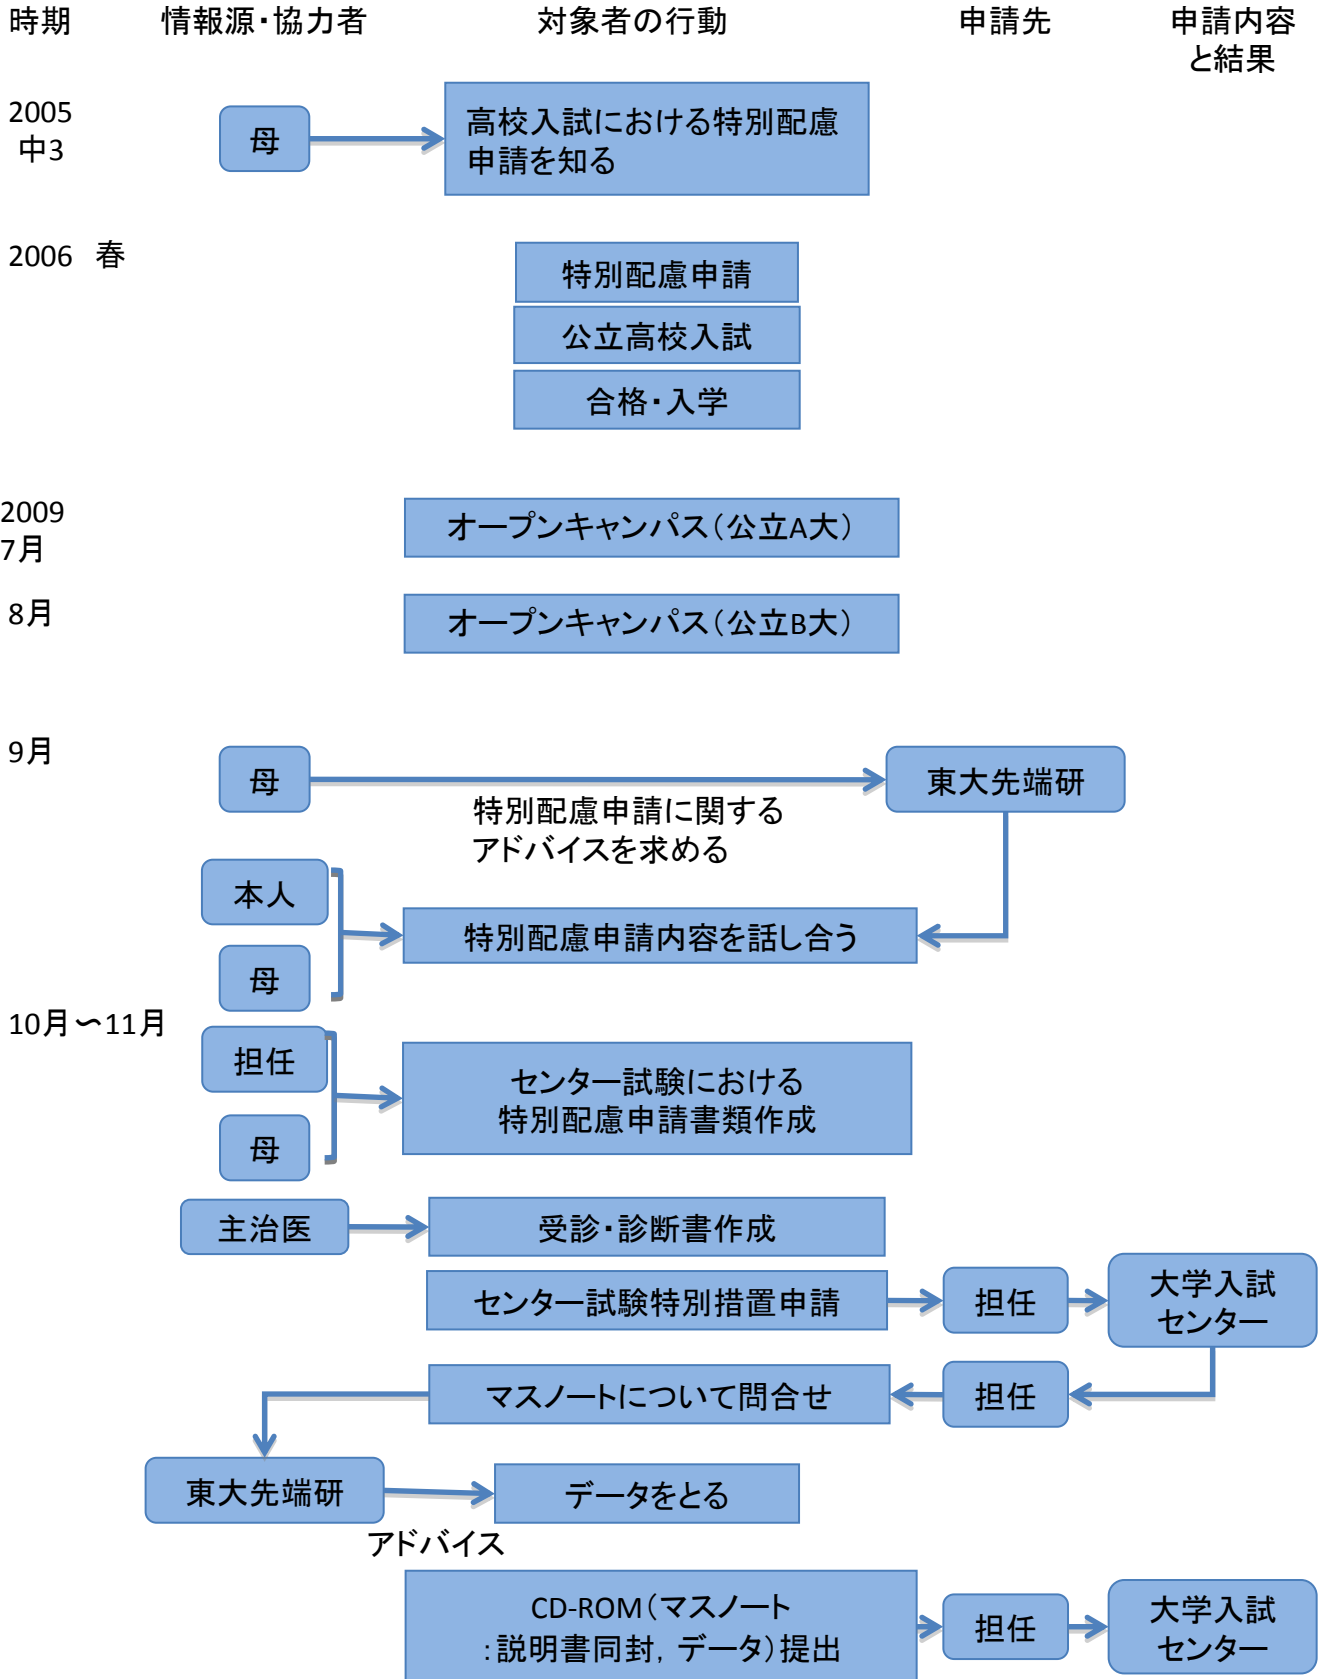 時期 情報源・協力者 対象者の行動 申請先 申請内容
と結果
2005
中3
母
高校入試における特別配慮
申請を知る
2006 春
特別配慮申請
公立高校入試
合格・入学
2009
7月
オープンキャンパス(公立A大)
8月
オープンキャンパス(公立B大)
9月
母
東大先端研
特別配慮申請に関する
アドバイスを求める
本人
特別配慮申請内容を話し合う
母
10月〜11月
担任
センター試験における
特別配慮申請書類作成
母
主治医
受診・診断書作成
センター試験特別措置申請
担任
大学入試
センター
マスノートについて問合せ
担任
東大先端研
データをとる
アドバイス
CD-ROM(マスノート
:説明書同封,データ)提出
担任
大学入試
センター